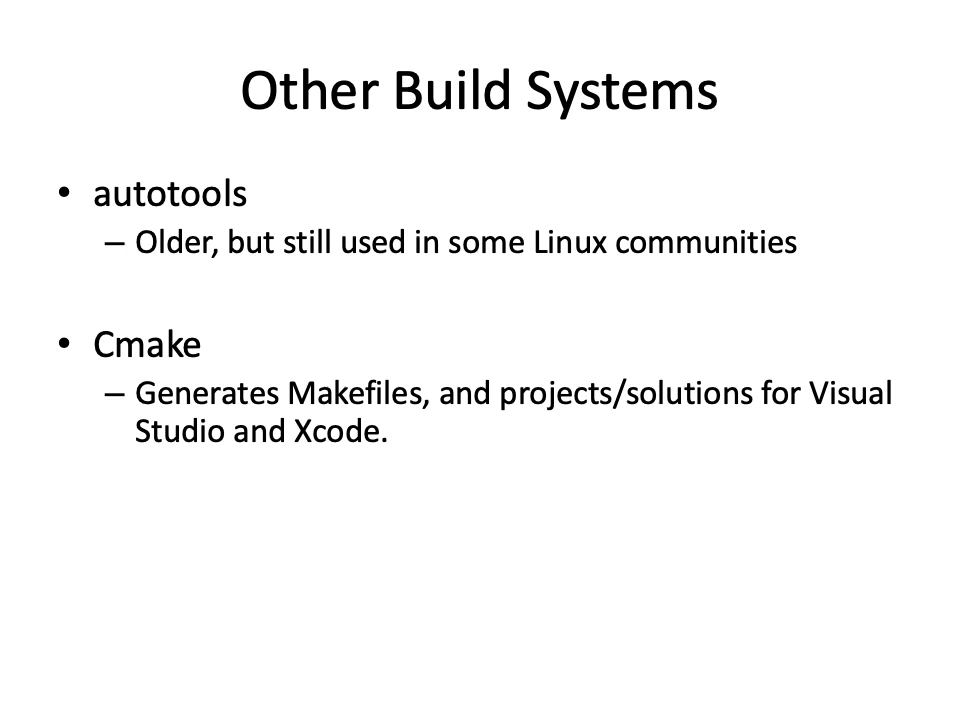 Other Build Systems
• autotools
– Older, but still used in some Linux communities
• Cmake
– Generates Makefiles, and projects/solutions for Visual
Studio and Xcode.